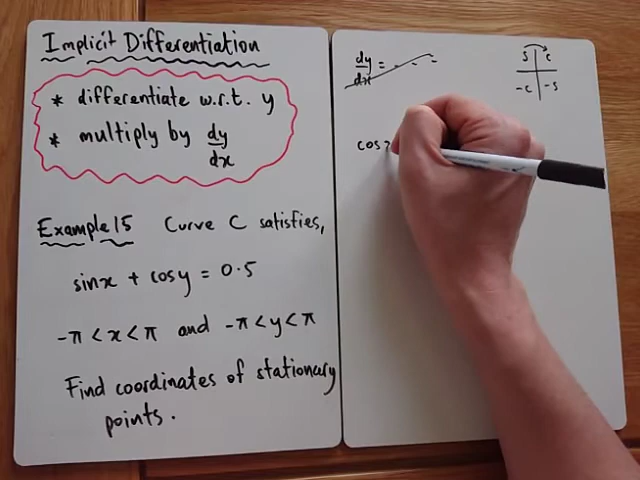 Implicit Differentiation
* differentiate w.r.t. y
* multiply by dy/dx
Example 15 Curve C satisfies,
sinx + cosy = 0.5
-π < x < π and -π < y < π
Find coordinates of stationary
points.
dy/dx = - - =
S C
-C -S
cos